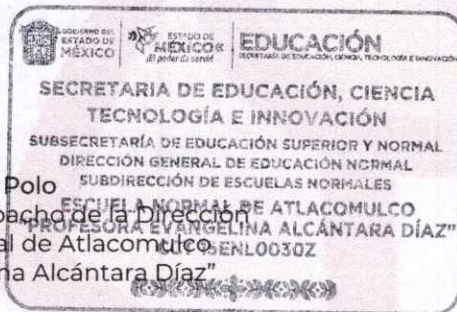 GOBIERNO DEL
ESTADO DE
MÉXICO
ESTADO DE
MÉXICO
¡El poder de servir!
EDUCACIÓN
SECRETARÍA DE EDUCACIÓN, CIENCIA, TECNOLOGÍA E INNOVACIÓN
SECRETARIA DE EDUCACIÓN, CIENCIA
TECNOLOGÍA E INNOVACIÓN
SUBSECRETARÍA DE EDUCACIÓN SUPERIOR Y NORMAL
DIRECCIÓN GENERAL DE EDUCACIÓN NORMAL
SUBDIRECCIÓN DE ESCUELAS NORMALES
Polo
ESCUELA NORMAL DE ATLACOMULCO
pacho de la Dirección
"PROFESORA EVANGELINA ALCÁNTARA DÍAZ"
al de Atlacomulco
15ENL0030Z
na Alcántara Díaz"